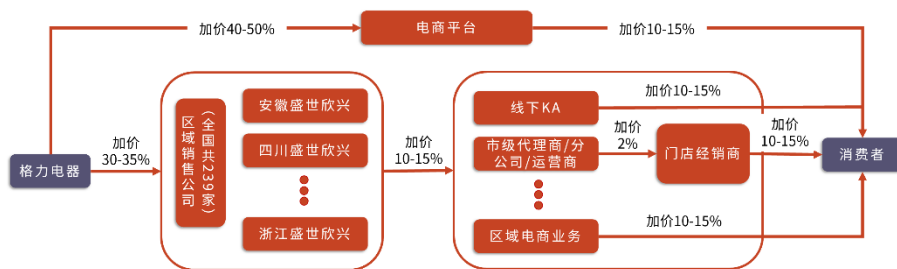 加价40-50%
电商平台
加价10-15%
格力电器
加价
30-35%
区域销售公司
（全国共239家）
安徽盛世欣兴
四川盛世欣兴
浙江盛世欣兴
加价
10-15%
线下KA
加价10-15%
市级代理商/分
公司/运营商
加价
2%
门店经销商
加价
10-15%
消费者
区域电商业务
加价10-15%